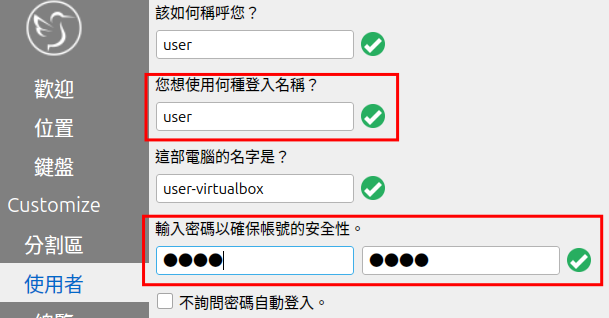 該如何稱呼您？
user
歡迎
您想使用何種登入名稱？
user
位置
鍵盤
這部電腦的名字是？
user-virtualbox
Customize
輸入密碼以確保帳號的安全性。
分割區
●●●● ●●●●
使用者
不詢問密碼自動登入。